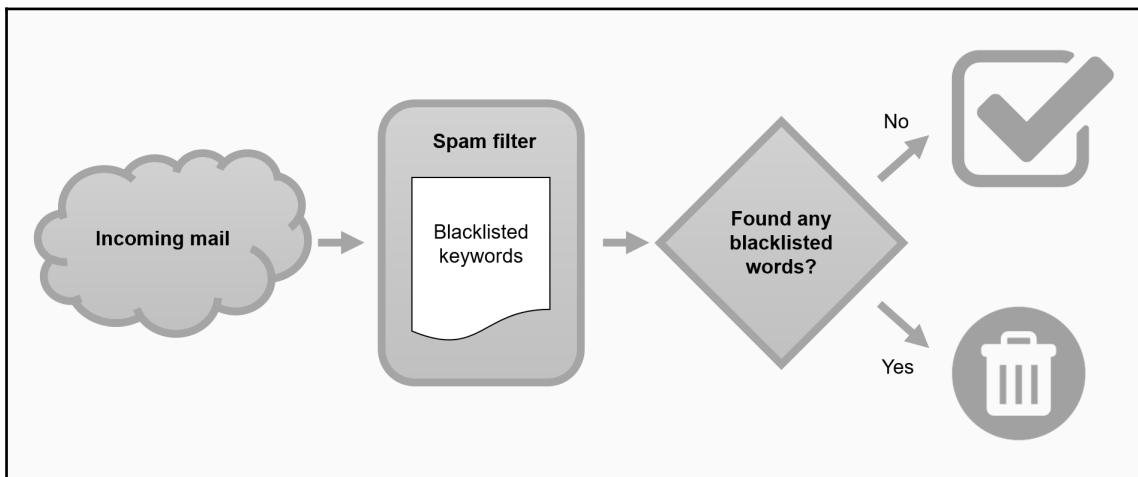 Incoming mail
Spam filter
Blacklisted
keywords
Found any
blacklisted
words?
No
Yes